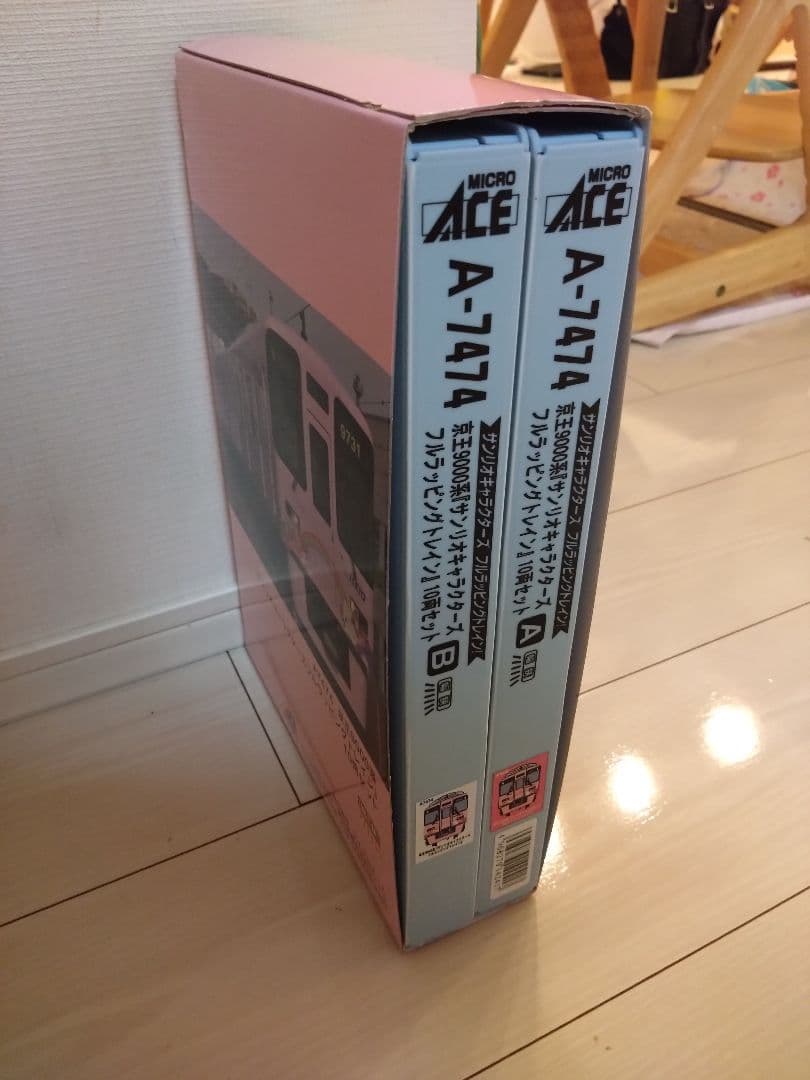 MICRO
ACE
A-7474
サンリオキャラクターズ フルラッピングトレイン!
京王9000系『サンリオキャラクターズ
フルラッピングトレイン』10両セット
B
MICRO
ACE
A-7474
サンリオキャラクターズ フルラッピングトレイン!
京王9000系『サンリオキャラクターズ
フルラッピングトレイン』10両セット
A
9731